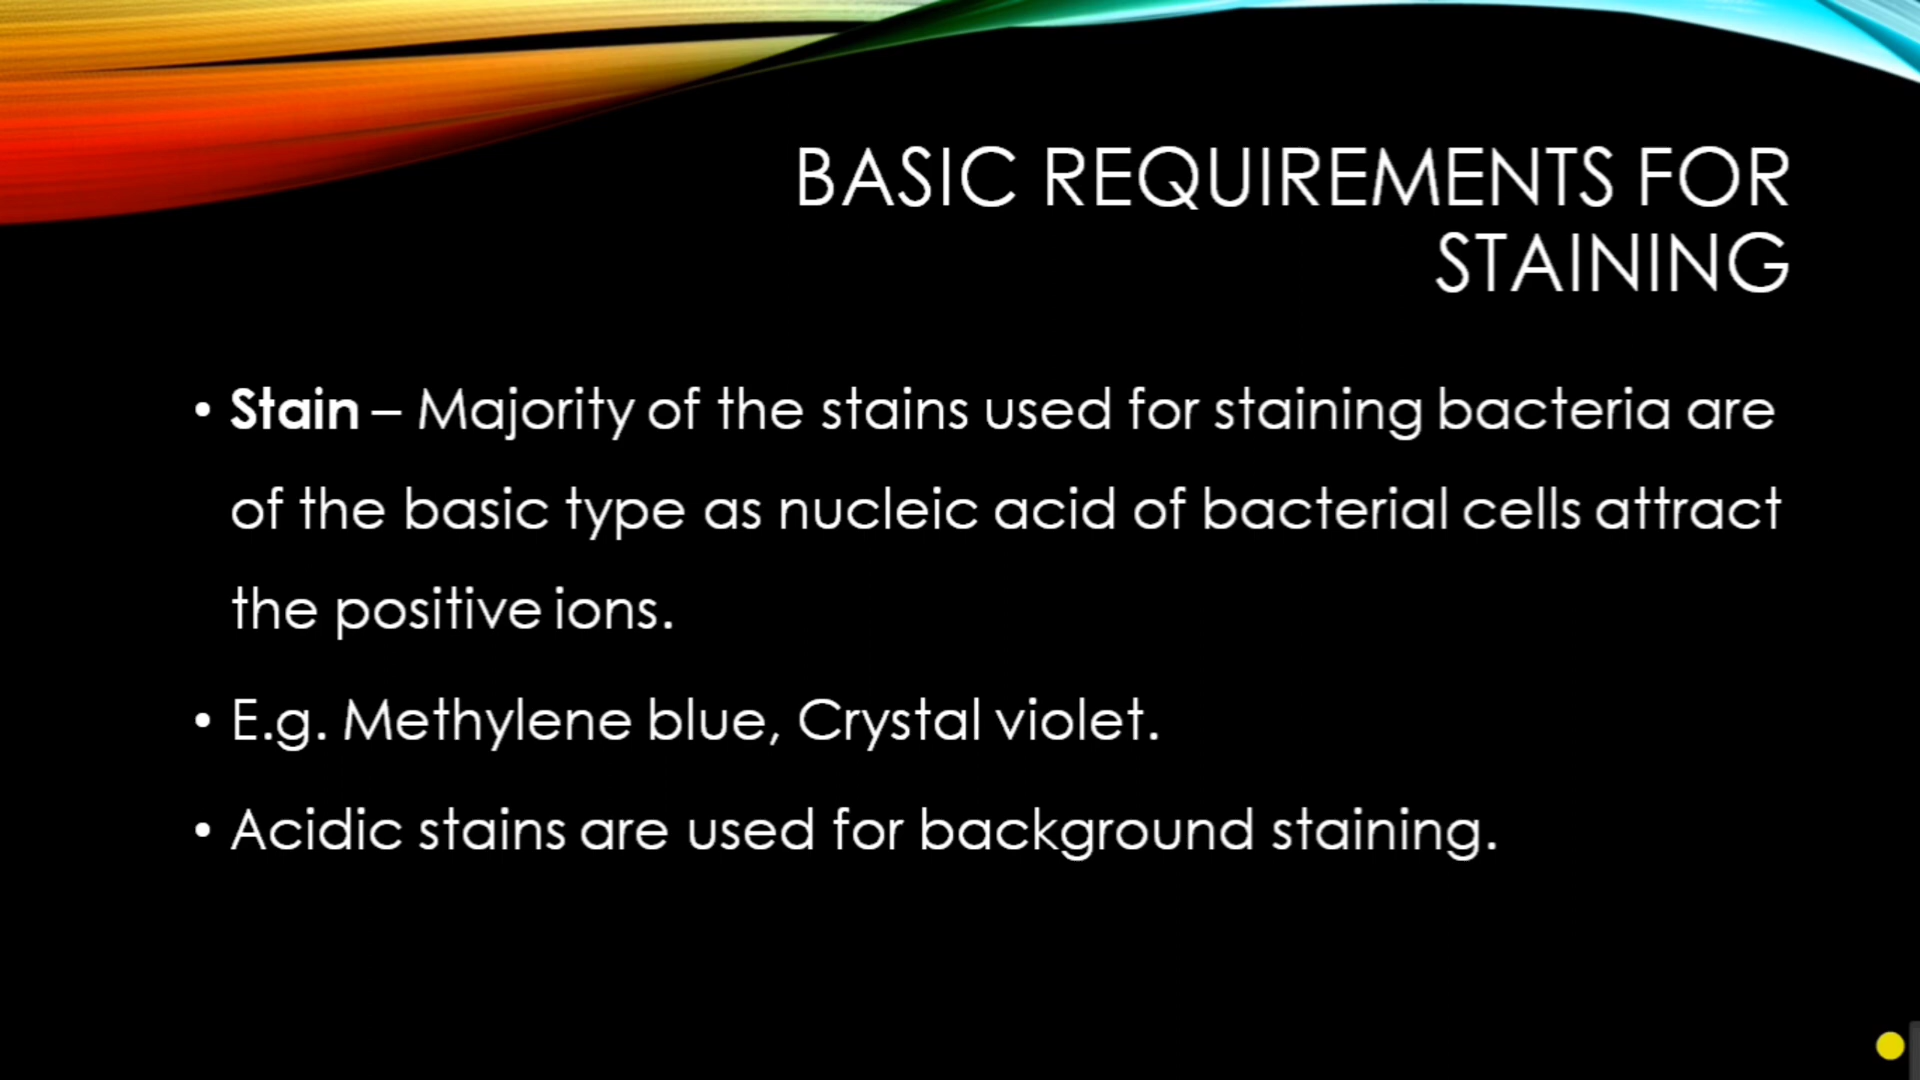 BASIC REQUIREMENTS FOR
STAINING
• Stain – Majority of the stains used for staining bacteria are
of the basic type as nucleic acid of bacterial cells attract
the positive ions.
• E.g. Methylene blue, Crystal violet.
• Acidic stains are used for background staining.